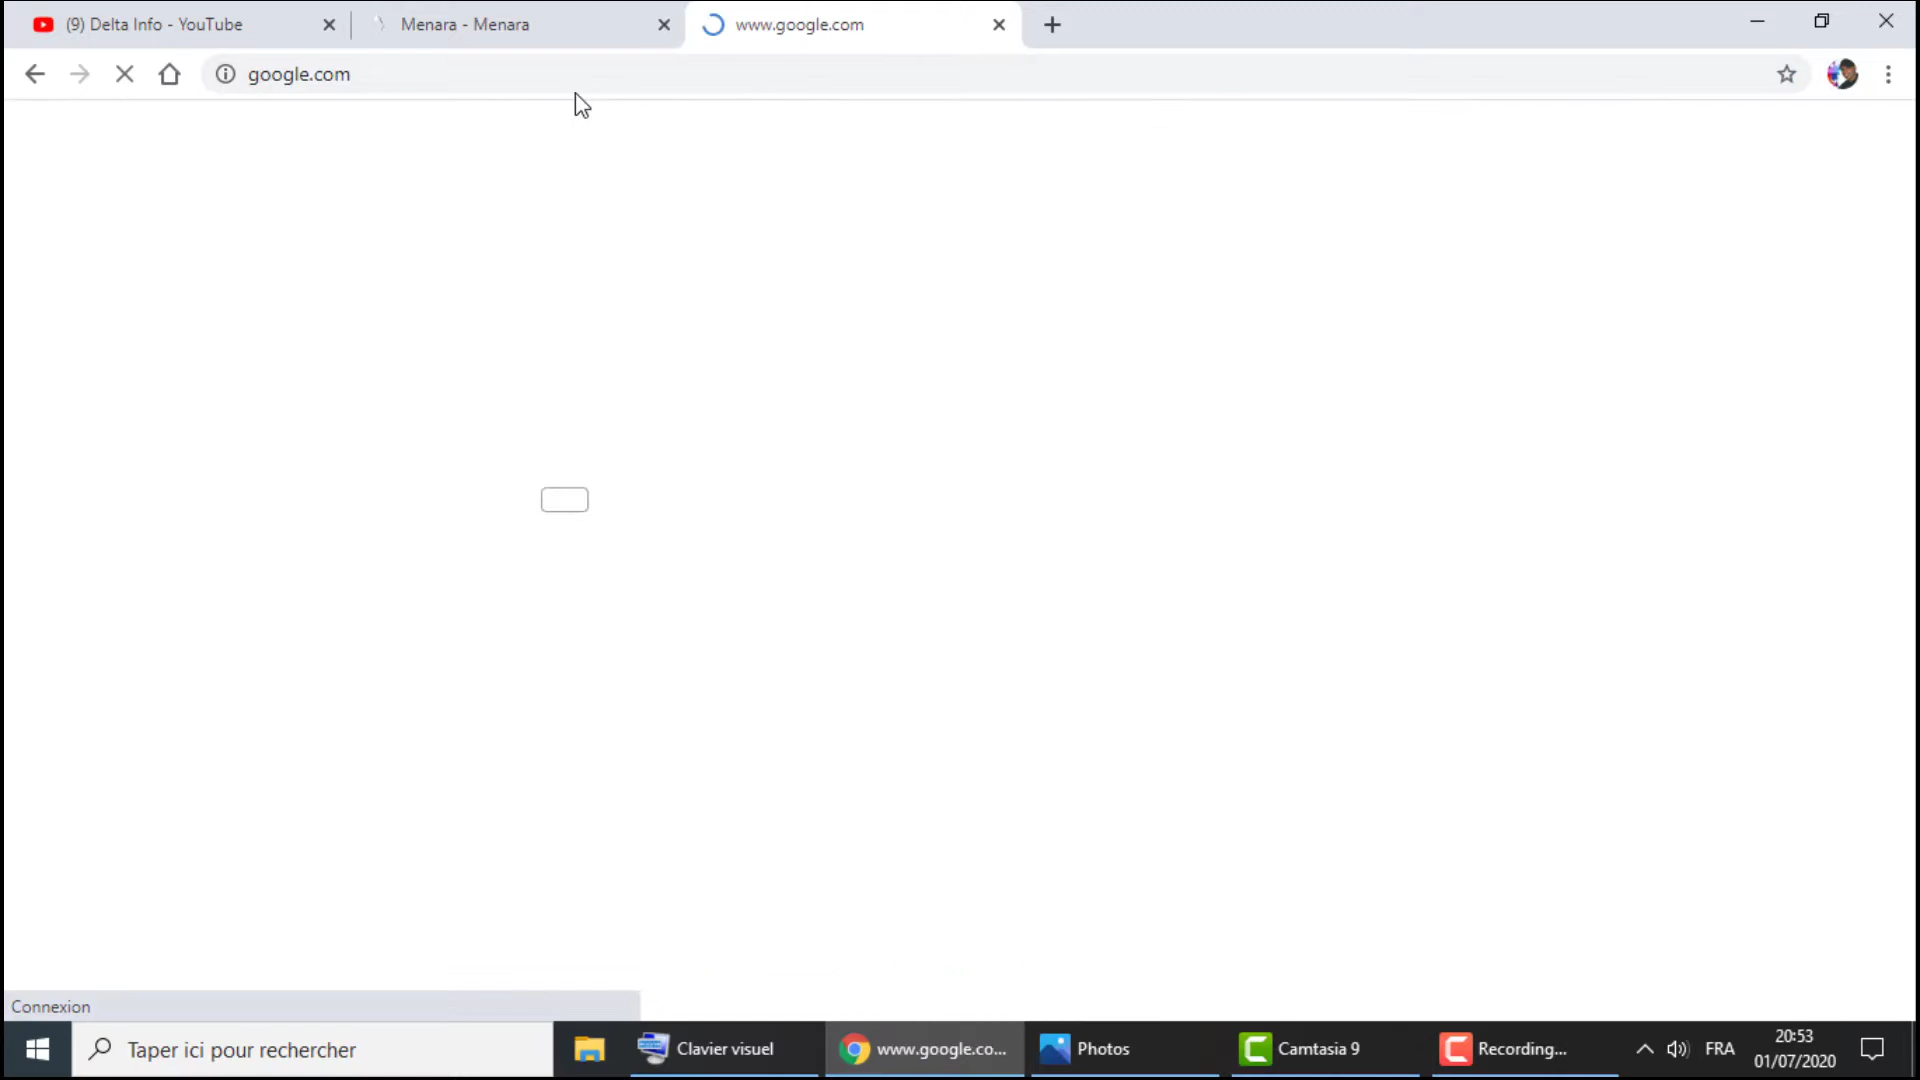 (9) Delta Info - YouTube
Menara - Menara
www.google.com
google.com
Connexion
Taper ici pour rechercher
Clavier visuel
www.google.co...
Photos
Camtasia 9
Recording...
FRA
20:53
01/07/2020